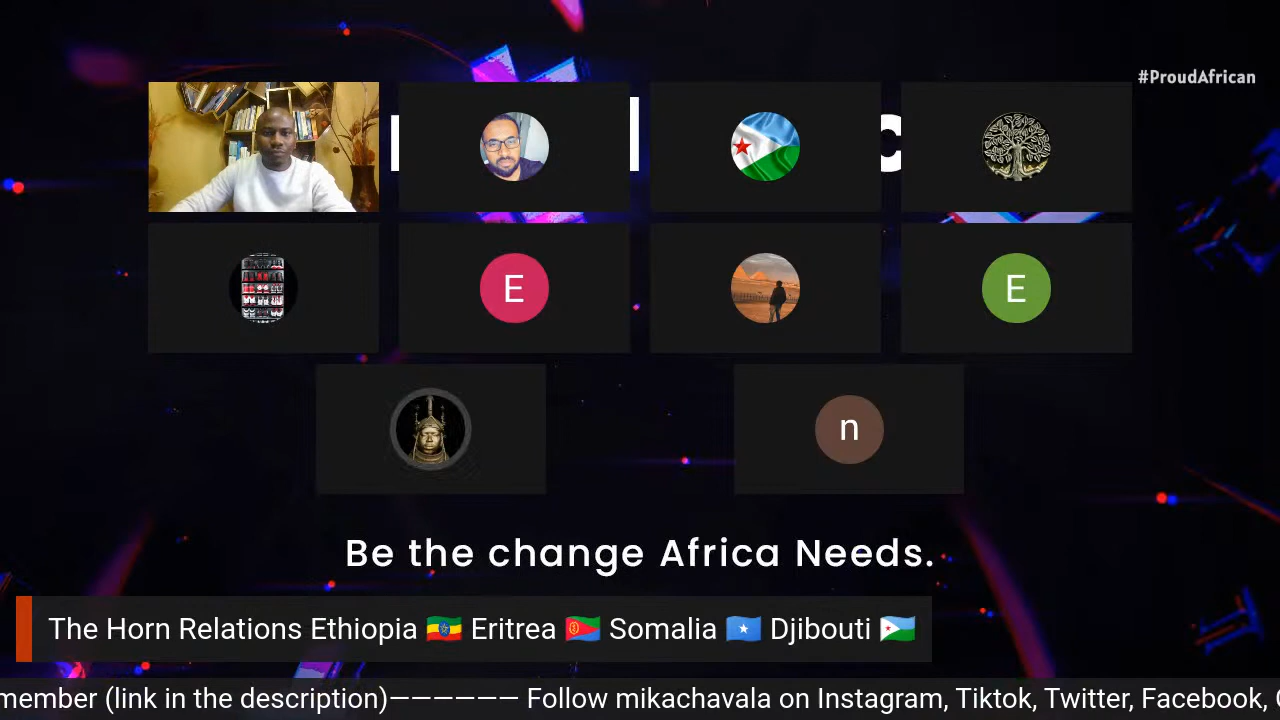 #ProudAfrican
E
E
n
Be the change Africa Needs.
The Horn Relations Ethiopia 🇪🇹 Eritrea 🇪🇷 Somalia 🇸🇴 Djibouti 🇩🇯
member (link in the description)—————— Follow mikachavala on Instagram, Tiktok, Twitter, Facebook,